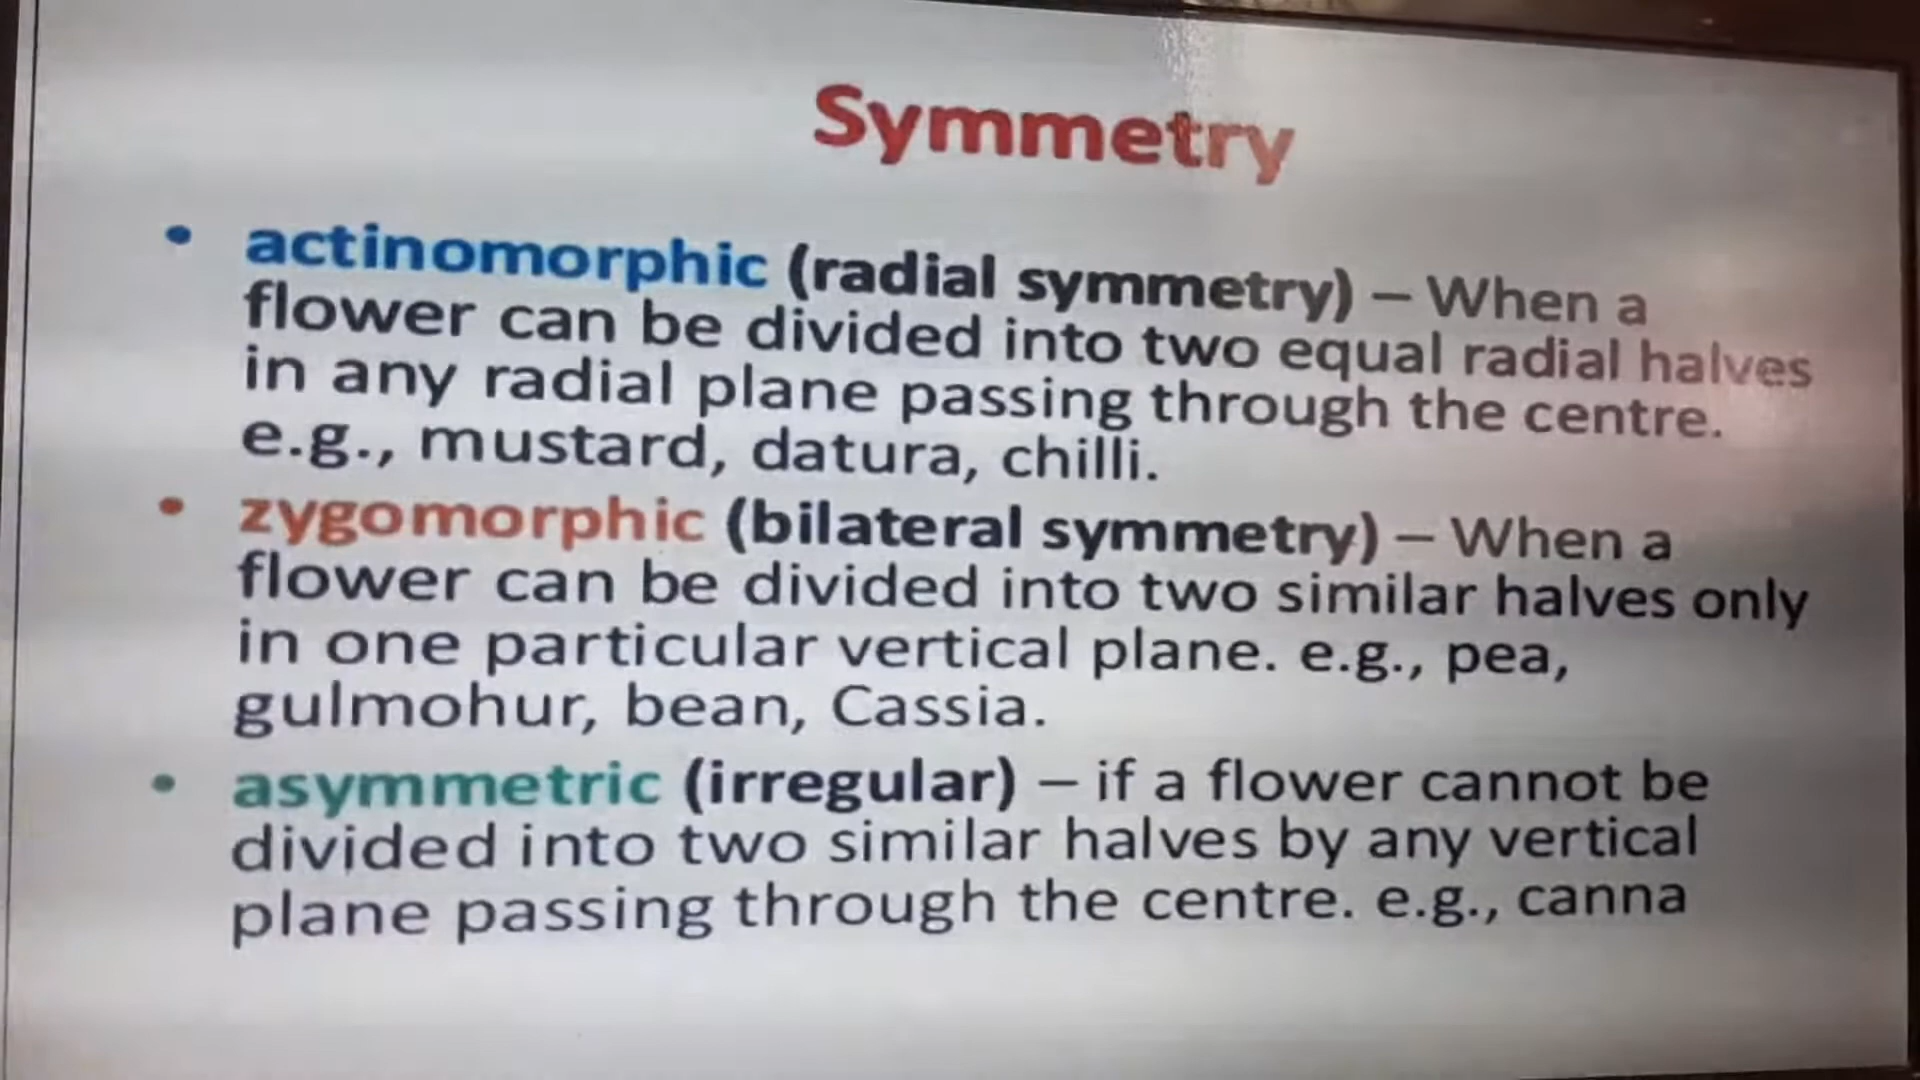 Symmetry
• actinomorphic (radial symmetry) – When a
flower can be divided into two equal radial halves
in any radial plane passing through the centre.
e.g., mustard, datura, chilli.
• zygomorphic (bilateral symmetry) – When a
flower can be divided into two similar halves only
in one particular vertical plane. e.g., pea,
gulmohur, bean, Cassia.
• asymmetric (irregular) – if a flower cannot be
divided into two similar halves by any vertical
plane passing through the centre. e.g., canna